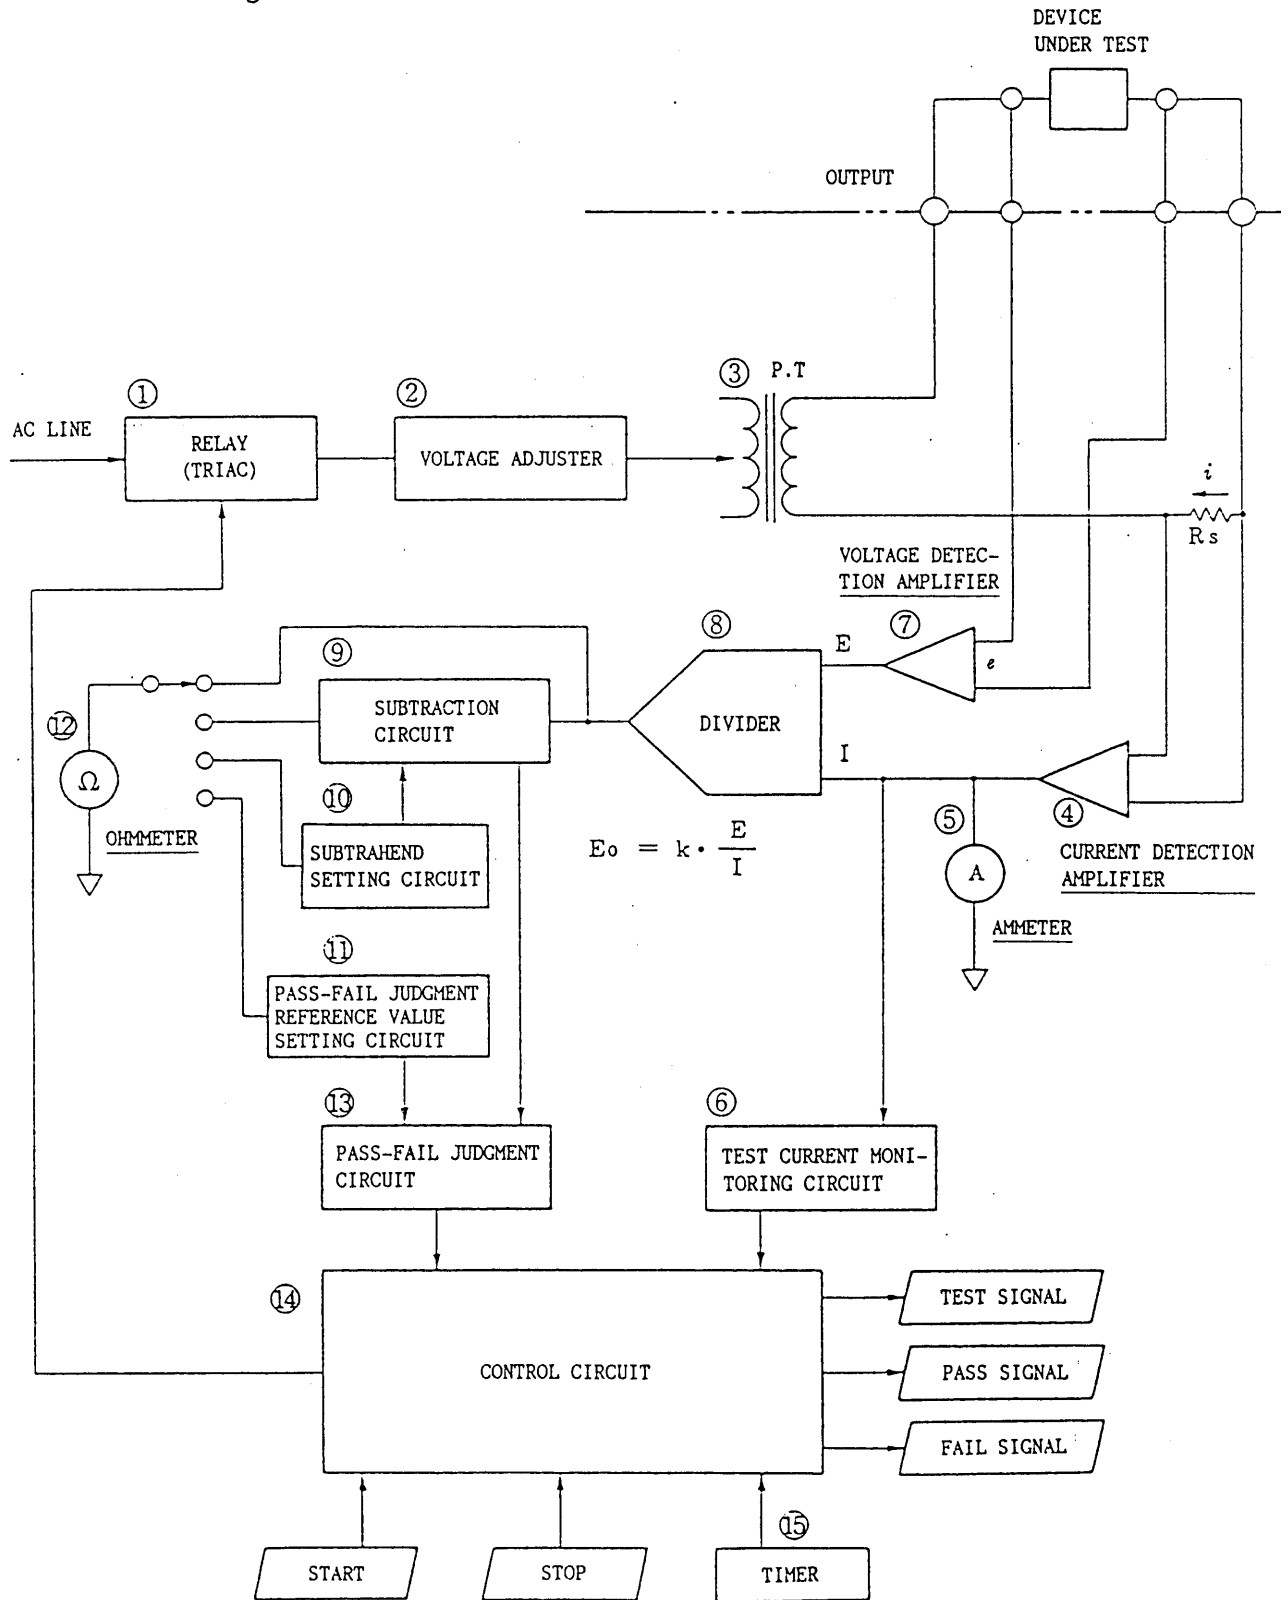 DEVICE
UNDER TEST
OUTPUT
③ P.T
① ②
AC LINE
RELAY
(TRIAC)
VOLTAGE ADJUSTER
i
Rs
VOLTAGE DETEC-
TION AMPLIFIER
⑨ ⑧ E ⑦
e
⑫
SUBTRACTION
CIRCUIT
DIVIDER
I
Ω
⑩
OHMMETER
SUBTRAHEND
SETTING CIRCUIT
Eo = k · E / I
⑤ ④
A
CURRENT DETECTION
AMPLIFIER
AMMETER
⑪
PASS-FAIL JUDGMENT
REFERENCE VALUE
SETTING CIRCUIT
⑬ ⑥
PASS-FAIL JUDGMENT
CIRCUIT
TEST CURRENT MONI-
TORING CIRCUIT
⑭
CONTROL CIRCUIT
TEST SIGNAL
PASS SIGNAL
FAIL SIGNAL
⑮
START
STOP
TIMER